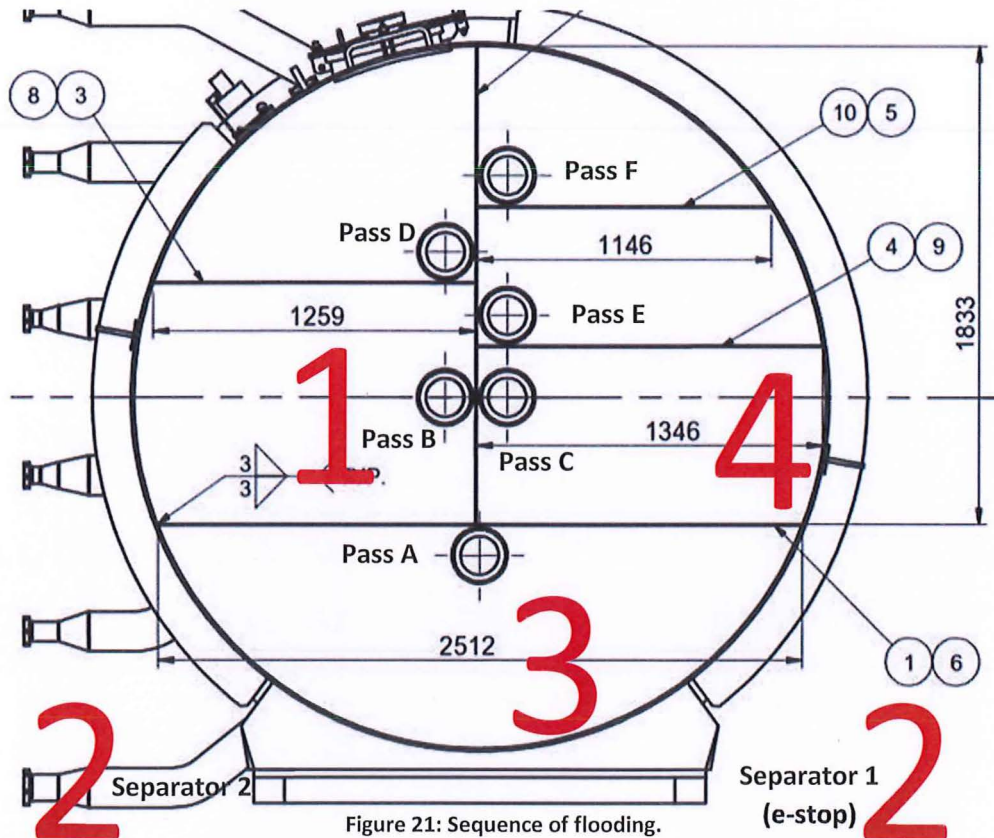 8 3
10 5
Pass F
Pass D
1146
4 9
1259
Pass E
1833
1
4
Pass B
1346
Pass C
3
3
Pass A
2512
3
1 6
2
2
Separator 2
Separator 1
(e-stop)
Figure 21: Sequence of flooding.